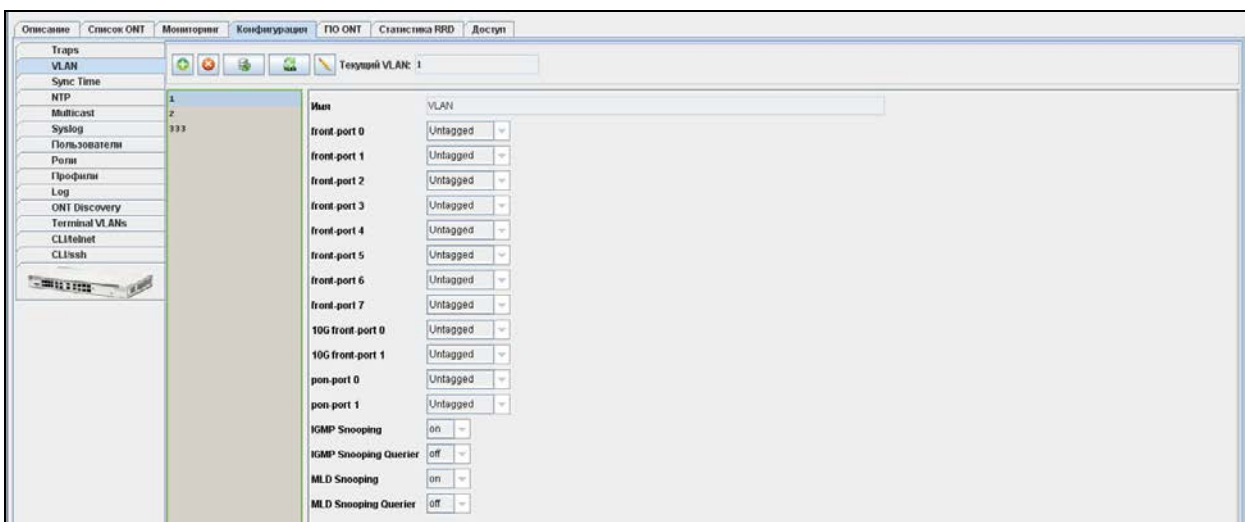 Описание Список ONT Мониторинг Конфигурация ПО ONT Статистика RRD Доступ
Traps
VLAN
Sync Time
NTP
Multicast
Syslog
Пользователи
Роли
Профили
Log
ONT Discovery
Terminal VLANs
CLI/telnet
CLI/ssh
Текущий VLAN: 1
1
2
333
Имя VLAN
front-port 0 Untagged
front-port 1 Untagged
front-port 2 Untagged
front-port 3 Untagged
front-port 4 Untagged
front-port 5 Untagged
front-port 6 Untagged
front-port 7 Untagged
10G front-port 0 Untagged
10G front-port 1 Untagged
pon-port 0 Untagged
pon-port 1 Untagged
IGMP Snooping on
IGMP Snooping Querier off
MLD Snooping on
MLD Snooping Querier off